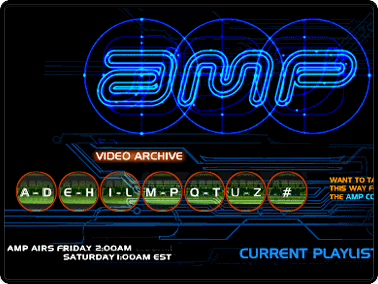 amp
VIDEO ARCHIVE
A-D E-H I-L M-P Q-T U-Z #
WANT TO TA
THIS WAY F
THE AMP CO
AMP AIRS FRIDAY 2:00AM
SATURDAY 1:00AM EST
CURRENT PLAYLIST